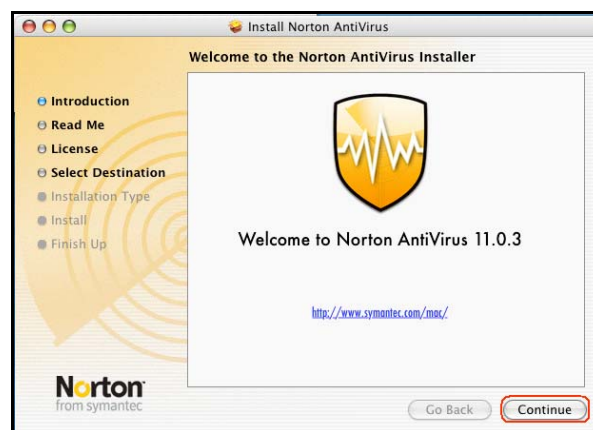 Install Norton AntiVirus
Welcome to the Norton AntiVirus Installer
Introduction
Read Me
License
Select Destination
Installation Type
Install
Finish Up
Welcome to Norton AntiVirus 11.0.3
http://www.symantec.com/mac/
Norton
from symantec
Go Back
Continue